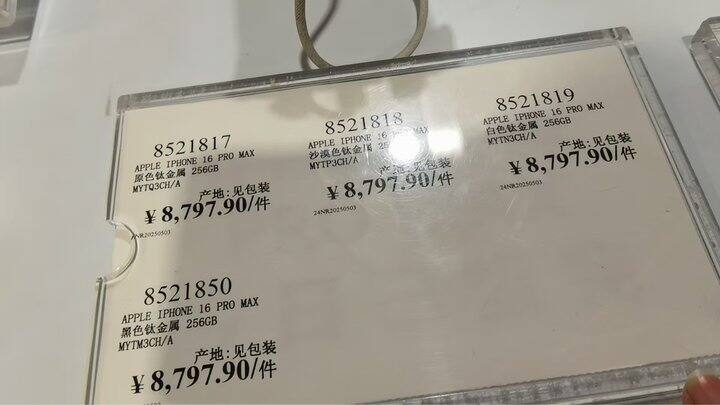 8521817
APPLE IPHONE 16 PRO MAX
原色钛金属 256GB
MYTQ3CH/A
产地:见包装
¥ 8,797.90/件
8521818
APPLE IPHONE 16 PRO MAX
沙漠色钛金属
MYTP3CH/A
产地:见包装
¥ 8,797.90/件
24NR20250503
8521819
APPLE IPHONE 16 PRO MAX
白色钛金属 256GB
MYTN3CH/A
产地:见包装
¥ 8,797.90/件
24NR20250503
8521850
APPLE IPHONE 16 PRO MAX
黑色钛金属 256GB
MYTM3CH/A
产地:见包装
¥ 8,797.90/件